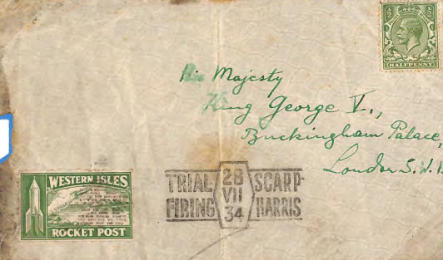 HALFPENNY
His Majesty
King George V.,
Buckingham Palace,
London S.W.1
WESTERN ISLES
ROCKET POST
TRIAL FIRING
28
VII
34
SCARP HARRIS